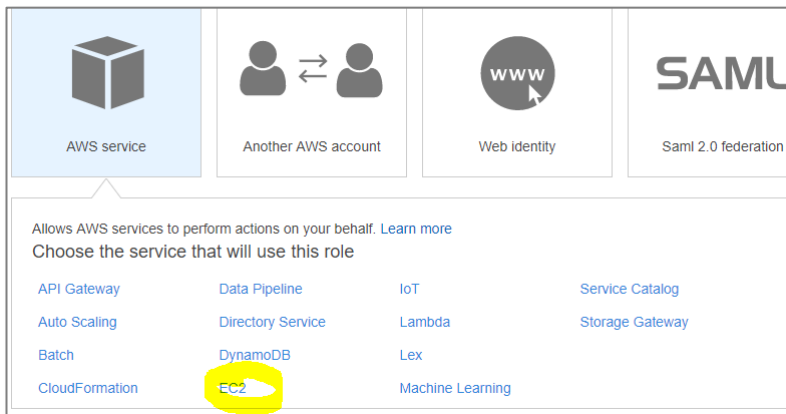 www
SAML
AWS service
Another AWS account
Web identity
Saml 2.0 federation
Allows AWS services to perform actions on your behalf. Learn more
Choose the service that will use this role
API Gateway Data Pipeline IoT Service Catalog
Auto Scaling Directory Service Lambda Storage Gateway
Batch DynamoDB Lex
CloudFormation EC2 Machine Learning